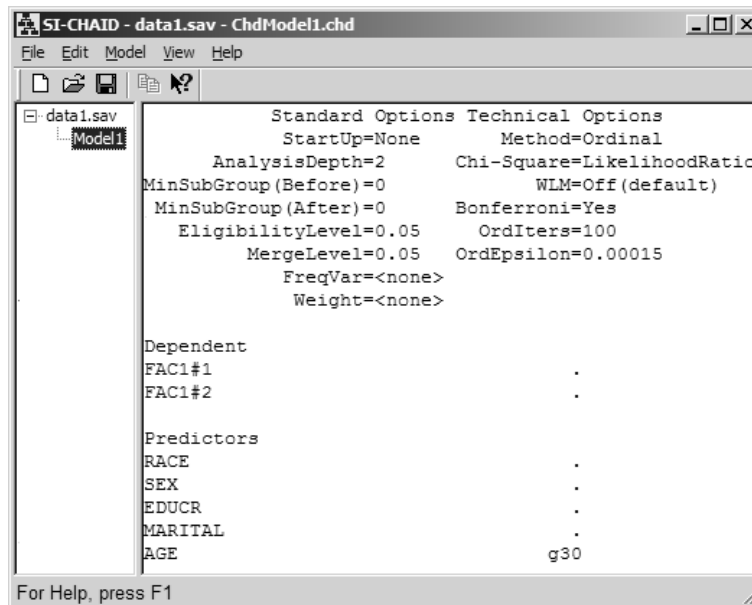 SI-CHAID - data1.sav - ChdModel1.chd
File Edit Model View Help
data1.sav
Model1
Standard Options Technical Options
StartUp=None Method=Ordinal
AnalysisDepth=2 Chi-Square=LikelihoodRatio
MinSubGroup(Before)=0 WLM=Off(default)
MinSubGroup(After)=0 Bonferroni=Yes
EligibilityLevel=0.05 OrdIters=100
MergeLevel=0.05 OrdEpsilon=0.00015
FreqVar=<none>
Weight=<none>
Dependent
FAC1#1 .
FAC1#2 .
Predictors
RACE .
SEX .
EDUCR .
MARITAL .
AGE g30
For Help, press F1